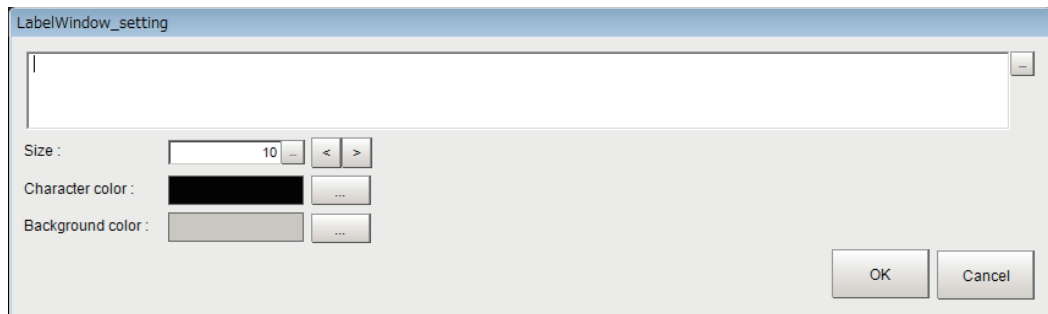 LabelWindow_setting
...
Size :
10 ... < >
Character color :
...
Background color :
...
OK Cancel